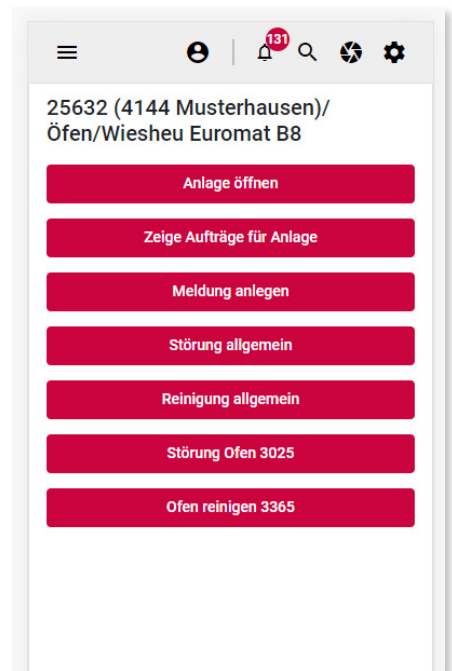 131
25632 (4144 Musterhausen)/
Öfen/Wiesheu Euromat B8
Anlage öffnen
Zeige Aufträge für Anlage
Meldung anlegen
Störung allgemein
Reinigung allgemein
Störung Ofen 3025
Ofen reinigen 3365